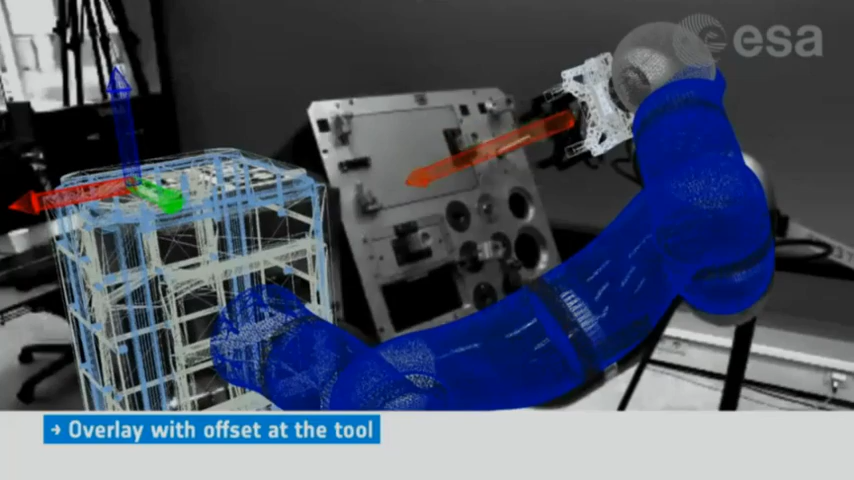 esa
→ Overlay with offset at the tool